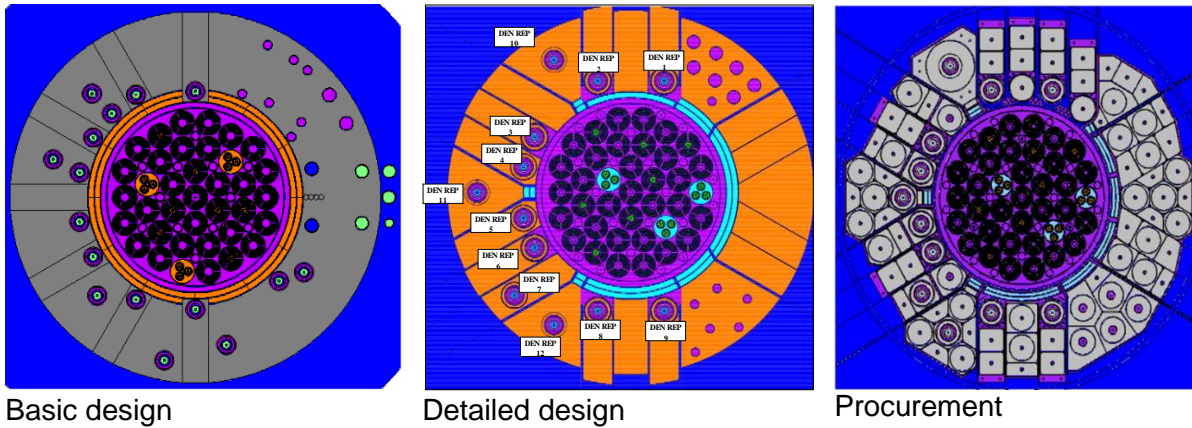 DEN REP
10
DEN REP
2
DEN REP
1
DEN REP
3
DEN REP
4
DEN REP
11
DEN REP
5
DEN REP
6
DEN REP
7
DEN REP
12
DEN REP
8
DEN REP
9
Basic design
Detailed design
Procurement